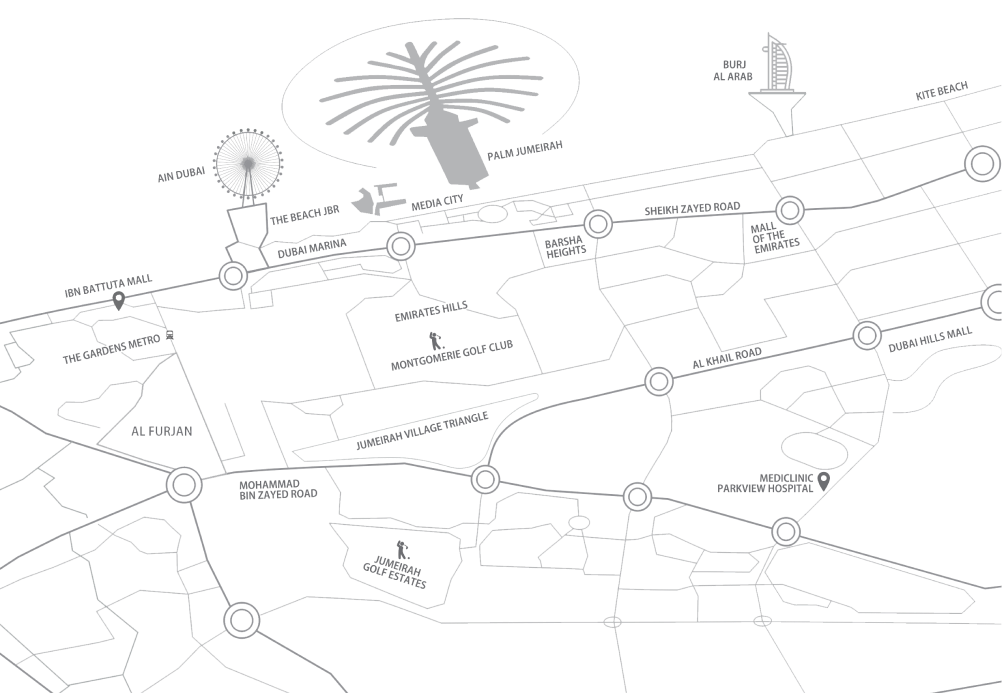 BURJ
AL ARAB
KITE BEACH
PALM JUMEIRAH
AIN DUBAI
MEDIA CITY
THE BEACH JBR
SHEIKH ZAYED ROAD
DUBAI MARINA
BARSHA
HEIGHTS
MALL
OF THE
EMIRATES
IBN BATTUTA MALL
EMIRATES HILLS
THE GARDENS METRO
MONTGOMERIE GOLF CLUB
DUBAI HILLS MALL
AL KHAIL ROAD
JUMEIRAH VILLAGE TRIANGLE
AL FURJAN
MEDICLINIC
PARKVIEW HOSPITAL
MOHAMMAD
BIN ZAYED ROAD
JUMEIRAH
GOLF ESTATES